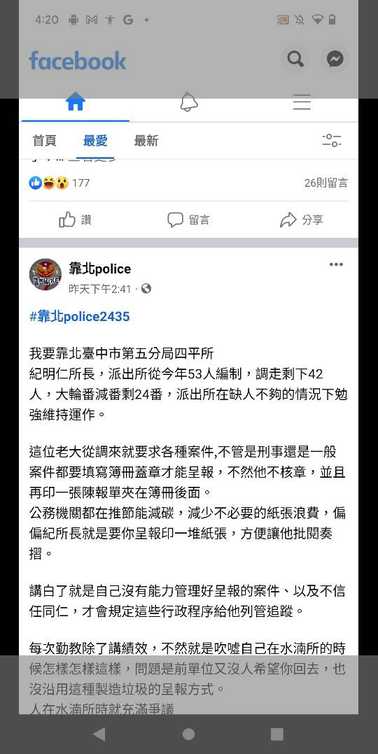 4:20
facebook
首頁
最愛
最新
177
26則留言
讚
留言
分享
靠北police
昨天下午2:41
#靠北police2435
我要靠北臺中市第五分局四平所
紀明仁所長，派出所從今年53人編制，調走剩下42
人，大輪番減番剩24番，派出所在缺人不夠的情況下勉
強維持運作。
這位老大從調來就要求各種案件,不管是刑事還是一般
案件都要填寫薄冊蓋章才能呈報，不然他不核章，並且
再印一張陳報單夾在薄冊後面。
公務機關都在推節能減碳，減少不必要的紙張浪費，偏
偏紀所長就是要你呈報印一堆紙張，方便讓他批閱奏
摺。
講白了就是自己沒有能力管理好呈報的案件、以及不信
任同仁，才會規定這些行政程序給他列管追蹤。
每次勤教除了講績效，不然就是吹噓自己在水湳所的時
候怎樣怎樣這樣，問題是前單位又沒人希望你回去，也
沒沿用這種製造垃圾的呈報方式。
人在水湳所時就充滿爭議